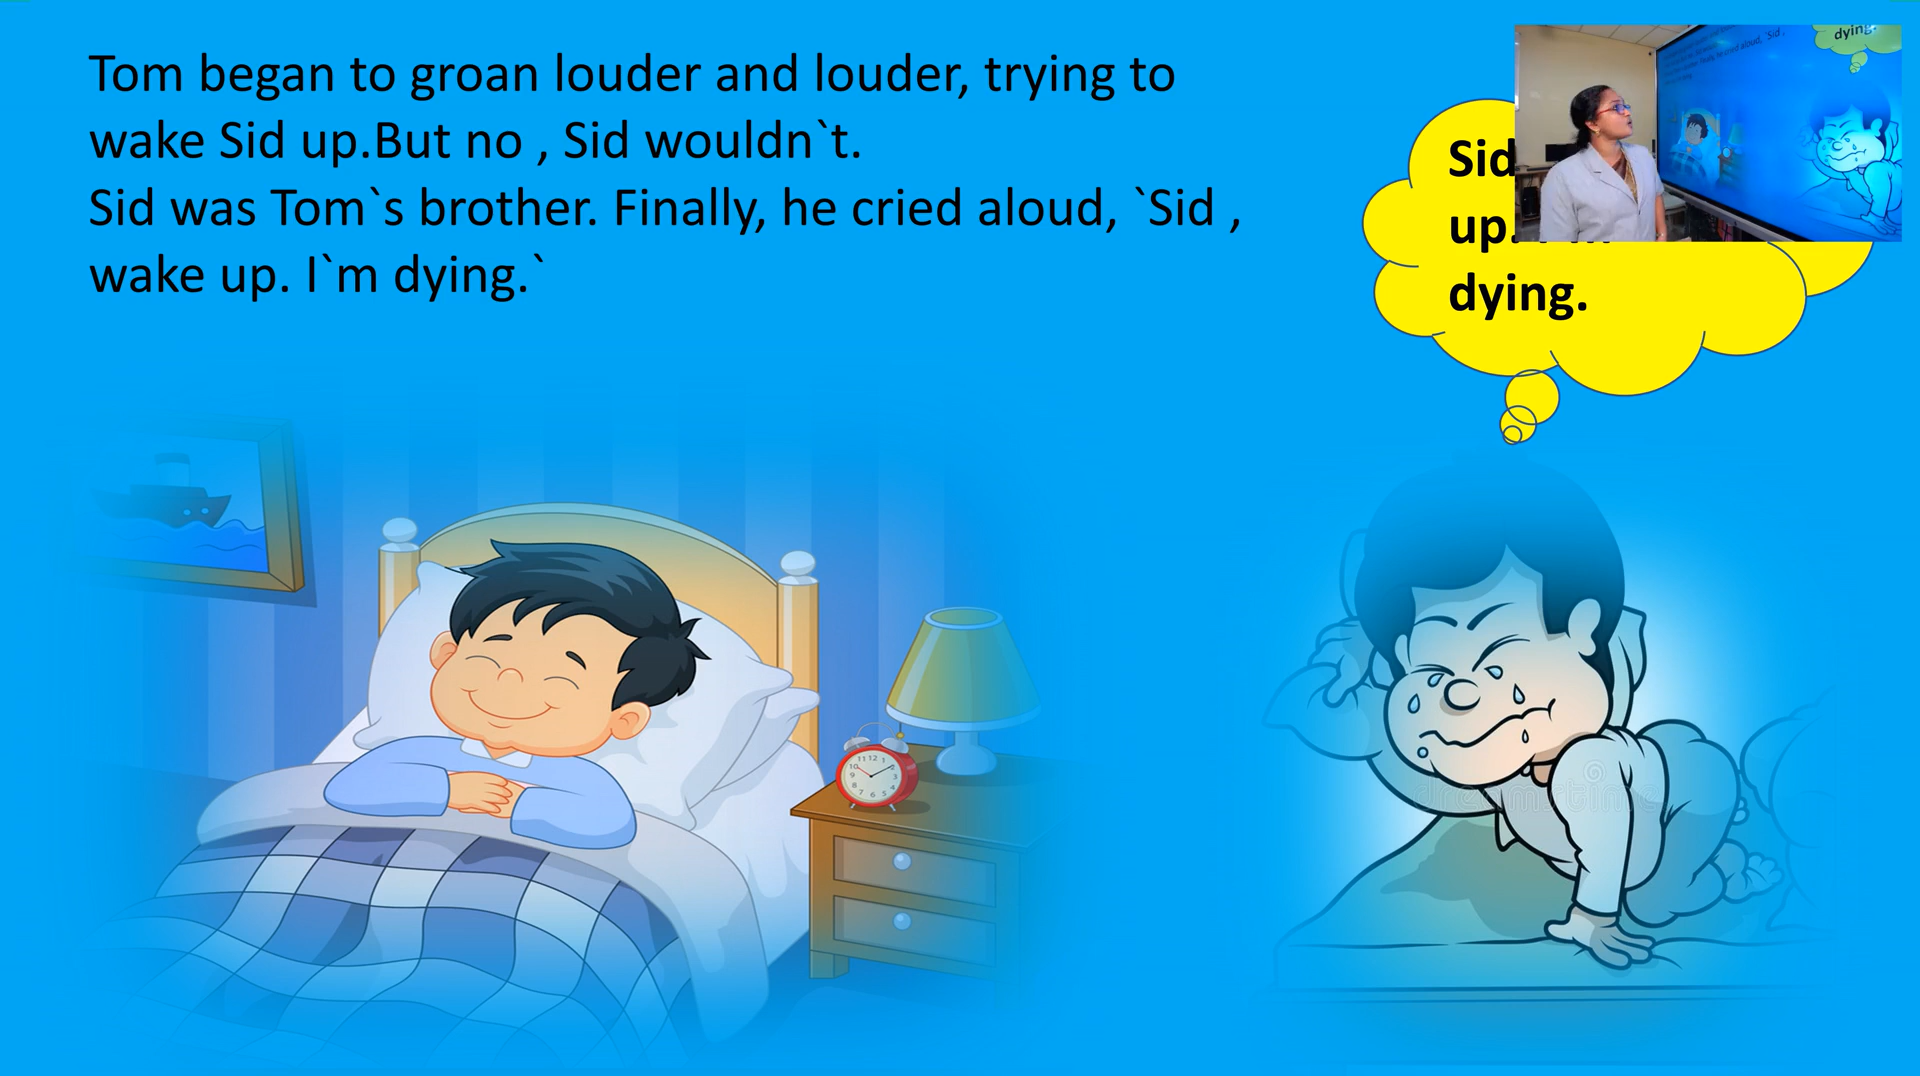 Tom began to groan louder and louder, trying to
wake Sid up.But no , Sid wouldn`t.
Sid was Tom`s brother. Finally, he cried aloud, `Sid ,
wake up. I`m dying.`
Sid
up.
dying.
dying.